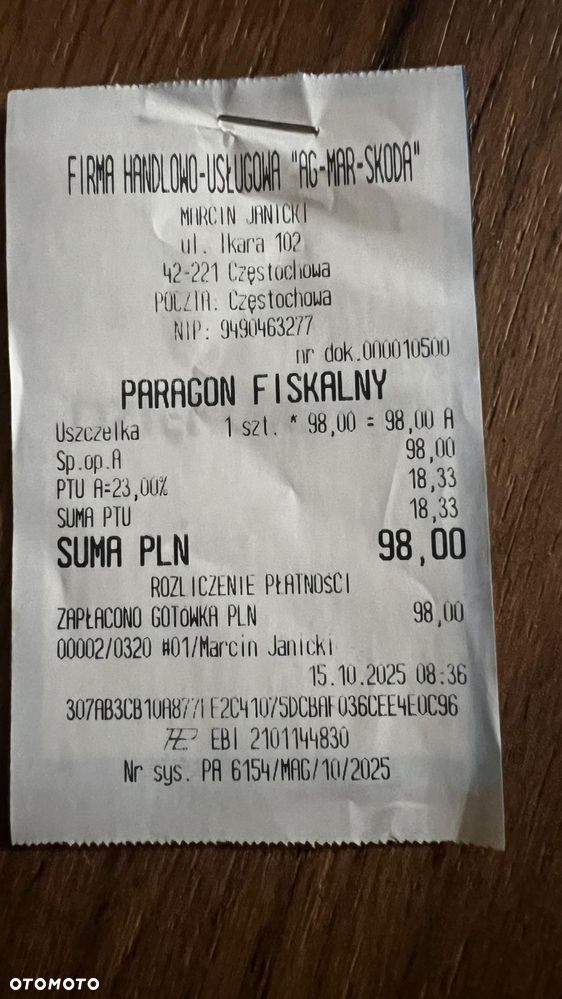 FIRMA HANDLOWO-USŁUGOWA "AG-MAR-SKODA"
MARCIN JANICKI
ul. Ikara 102
42-221 Częstochowa
POCZTA: Częstochowa
NIP: 9490463277
nr dok.000010500
PARAGON FISKALNY
Uszczelka 1 szt. * 98,00 = 98,00 A
Sp.op.A 98,00
PTU A=23,00% 18,33
SUMA PTU 18,33
SUMA PLN 98,00
ROZLICZENIE PŁATNOŚCI
ZAPŁACONO GOTÓWKA PLN 98,00
00002/0320 #01/Marcin Janicki
15.10.2025 08:36
EBI 2101144830
Nr sys. PA 6154/MAG/10/2025
OTOMOTO